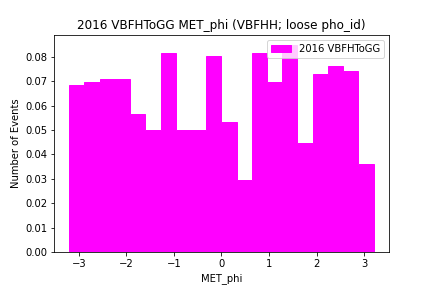 2016 VBFHToGG MET_phi (VBFHH; loose pho_id)
2016 VBFHToGG
Number of Events
0.08
0.07
0.06
0.05
0.04
0.03
0.02
0.01
0.00
−3 −2 −1 0 1 2 3
MET_phi